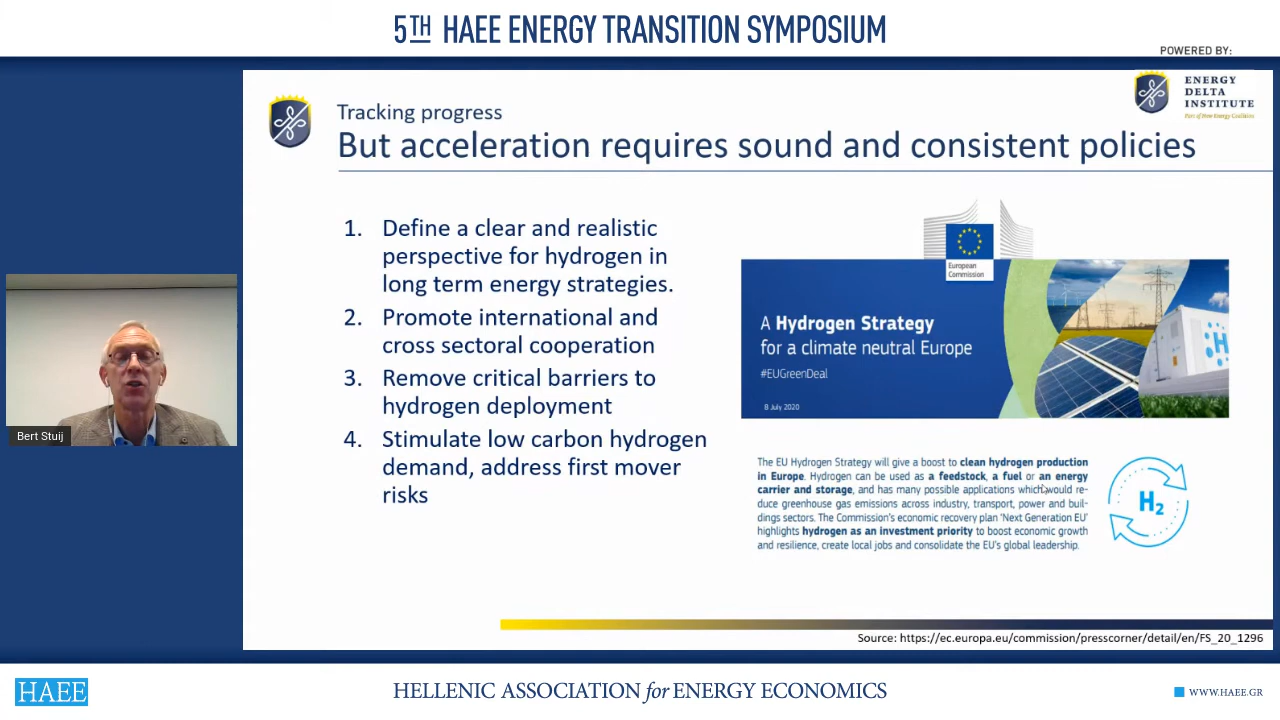 5TH HAEE ENERGY TRANSITION SYMPOSIUM
POWERED BY:
ENERGY
DELTA
INSTITUTE
Part of New Energy Coalition
Tracking progress
But acceleration requires sound and consistent policies
1. Define a clear and realistic
perspective for hydrogen in
long term energy strategies.
2. Promote international and
cross sectoral cooperation
3. Remove critical barriers to
hydrogen deployment
4. Stimulate low carbon hydrogen
demand, address first mover
risks
European
Commission
A Hydrogen Strategy
for a climate neutral Europe
#EUGreenDeal
8 July 2020
H
The EU Hydrogen Strategy will give a boost to clean hydrogen production
in Europe. Hydrogen can be used as a feedstock, a fuel or an energy
carrier and storage, and has many possible applications which would re-
duce greenhouse gas emissions across industry, transport, power and buil-
dings sectors. The Commission's economic recovery plan 'Next Generation EU'
highlights hydrogen as an investment priority to boost economic growth
and resilience, create local jobs and consolidate the EU's global leadership.
H2
Bert Stuij
Source: https://ec.europa.eu/commission/presscorner/detail/en/FS_20_1296
HAEE
HELLENIC ASSOCIATION for ENERGY ECONOMICS
WWW.HAEE.GR